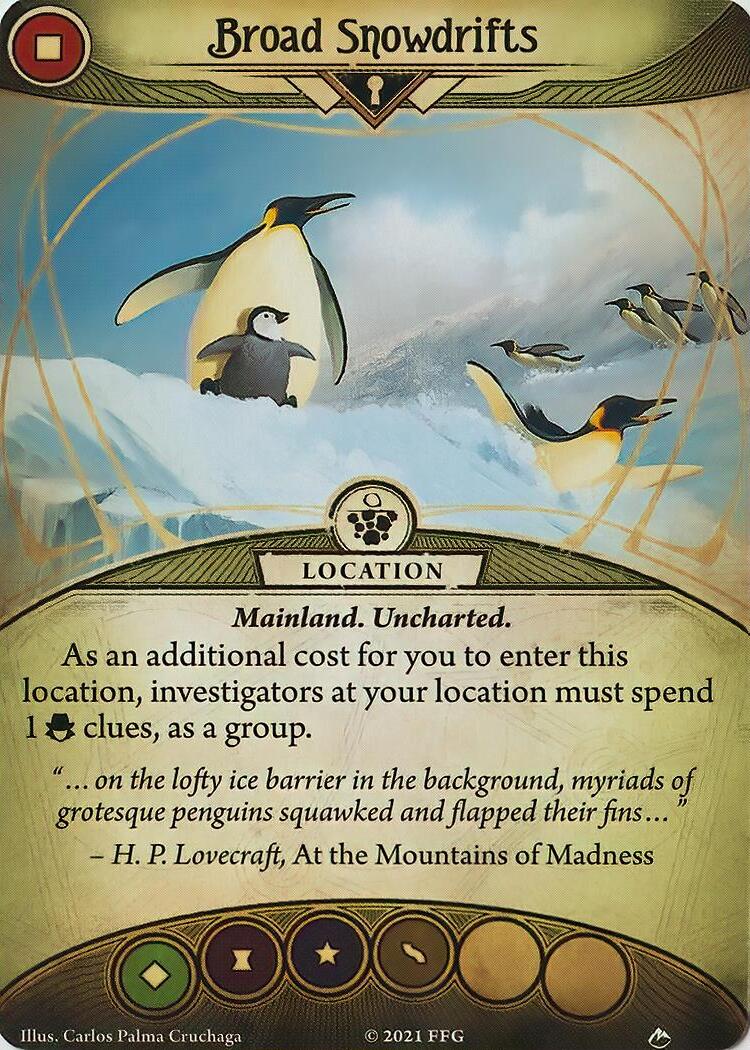 Broad Snowdrifts
LOCATION
Mainland. Uncharted.
As an additional cost for you to enter this
location, investigators at your location must spend
1 clues, as a group.
“… on the lofty ice barrier in the background, myriads of
grotesque penguins squawked and flapped their fins… ”
– H. P. Lovecraft, At the Mountains of Madness
Illus. Carlos Palma Cruchaga © 2021 FFG